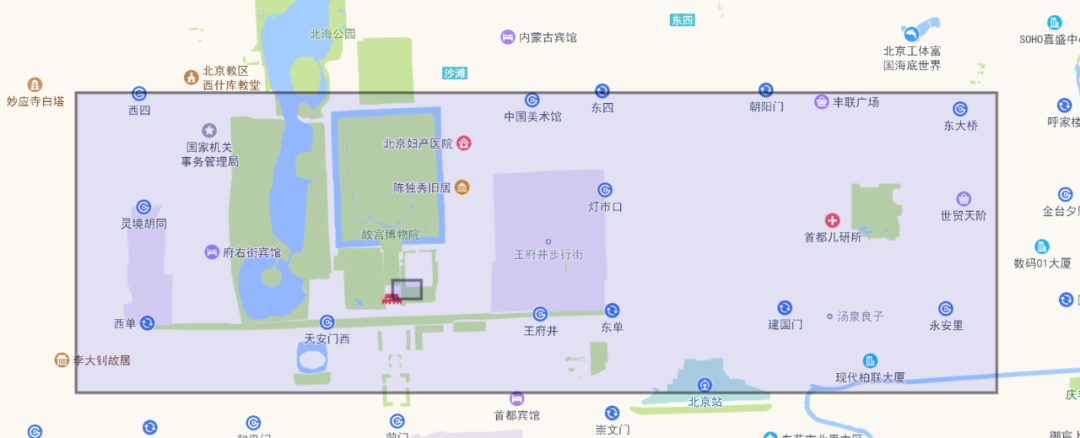 东四
北海公园
内蒙古宾馆
北京工体富
国海底世界
SOHO嘉盛中
沙滩
北京教区
西什库教堂
妙应寺白塔
西四
中国美术馆
东四
朝阳门
丰联广场
东大桥
呼家楼
国家机关
事务管理局
北京妇产医院
陈独秀旧居
灵境胡同
灯市口
世贸天阶
金台夕
首都儿研所
故宫博物院
府右街宾馆
王府井步行街
数码01大厦
西单
天安门西
王府井
东单
建国门
汤泉良子
永安里
李大钊故居
现代柏联大厦
北京站
首都宾馆
崇文门